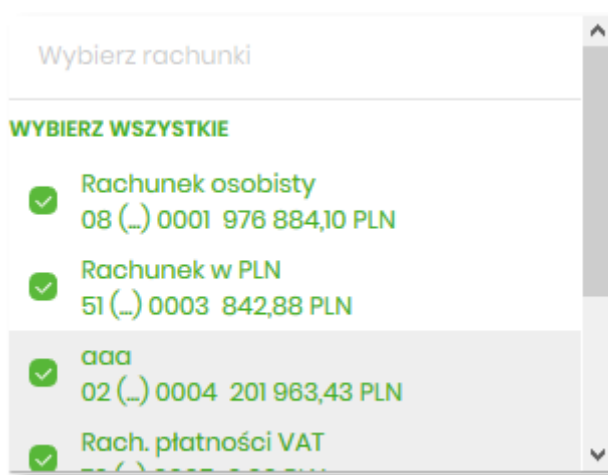 Wybierz rachunki
WYBIERZ WSZYSTKIE
Rachunek osobisty
08 (...) 0001 976 884,10 PLN
Rachunek w PLN
51 (...) 0003 842,88 PLN
aaa
02 (...) 0004 201 963,43 PLN
Rach. płatności VAT